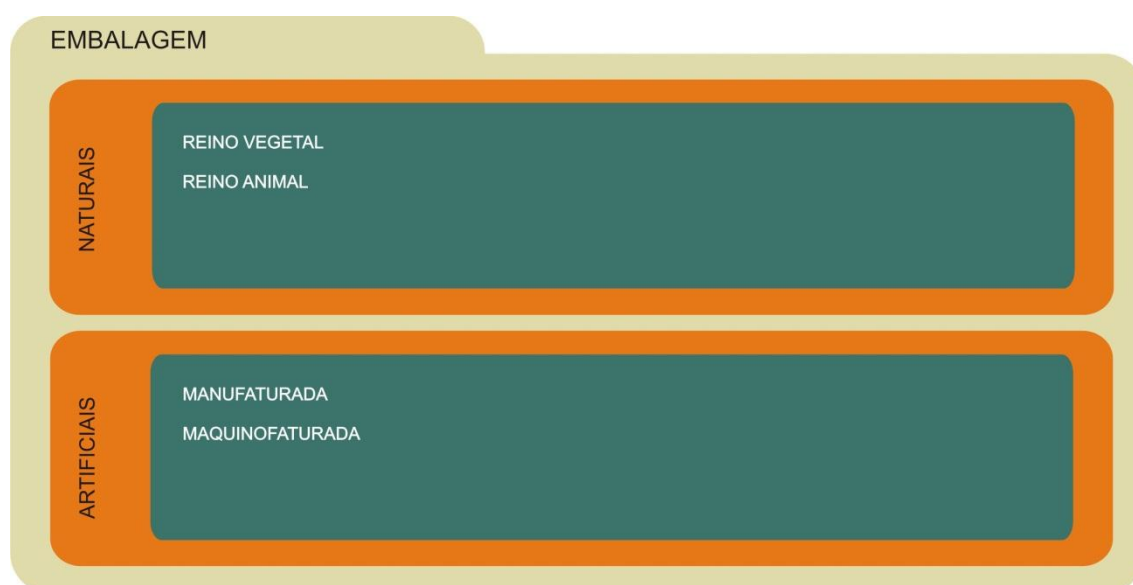 EMBALAGEM
NATURAIS
REINO VEGETAL
REINO ANIMAL
ARTIFICIAIS
MANUFATURADA
MAQUINOFATURADA